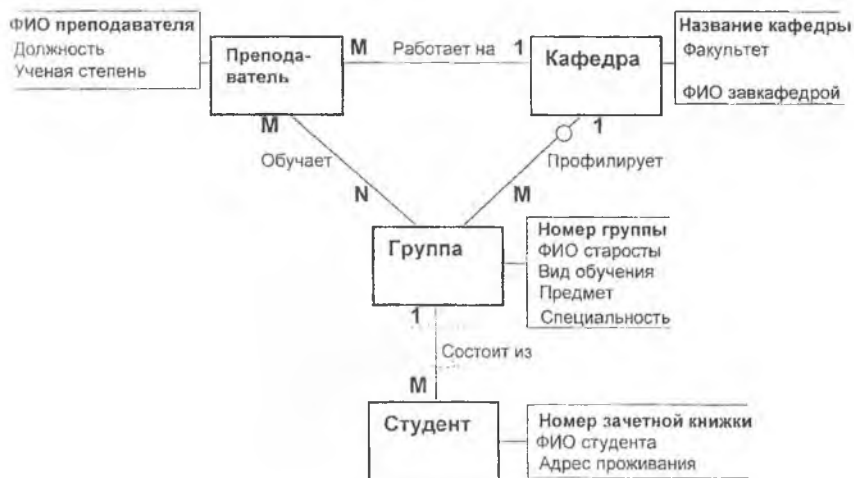 ФИО преподавателя
Должность
Ученая степень
Препода-
ватель
М
Работает на
1
Кафедра
Название кафедры
Факультет
ФИО завкафедрой
М
Обучает
N
1
Профилирует
М
Группа
Номер группы
ФИО старосты
Вид обучения
Предмет
Специальность
1
Состоит из
М
Студент
Номер зачетной книжки
ФИО студента
Адрес проживания